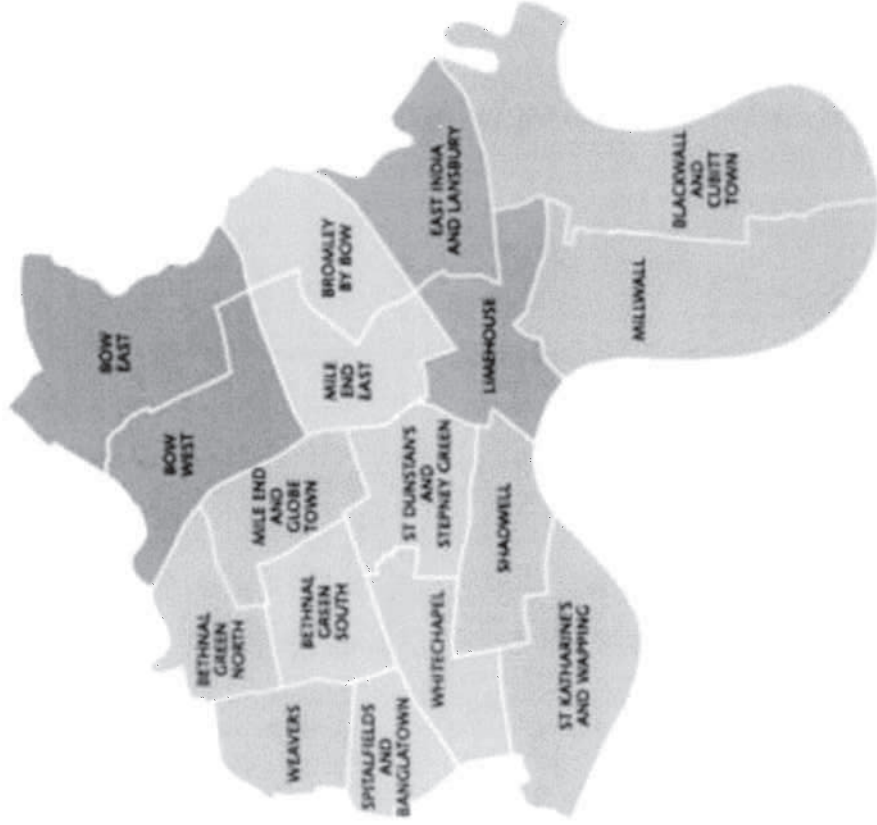 BOW
EAST
BOW
WEST
BROMLEY
BY BOW
EAST INDIA
AND LANSBURY
MILE
END
EAST
LIMEHOUSE
BLACKWALL
AND
CUBITT
TOWN
MILLWALL
MILE END
AND
GLOBE
TOWN
ST DUNSTAN'S
AND
STEPNEY GREEN
SHADWELL
BETHNAL
GREEN
NORTH
BETHNAL
GREEN
SOUTH
WHITECHAPEL
ST KATHARINE'S
AND WAPPING
WEAVERS
SPITALFIELDS
AND
BANGLATOWN